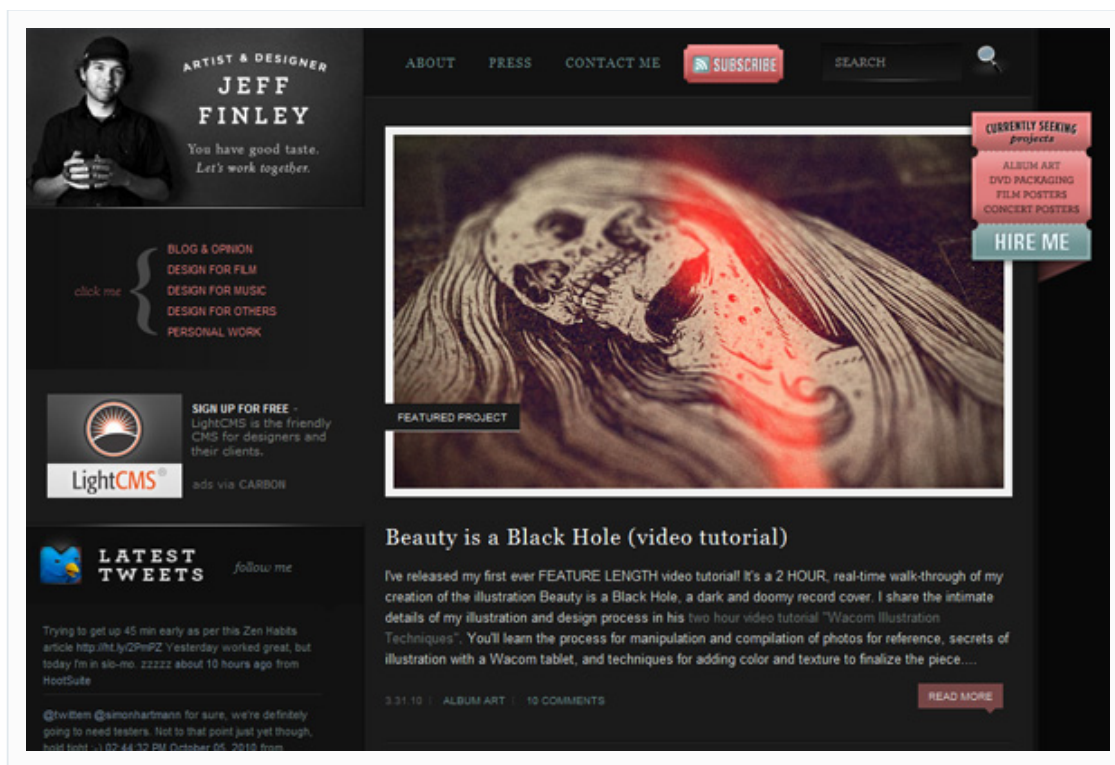 ARTIST & DESIGNER
JEFF
FINLEY
You have good taste.
Let's work together.
ABOUT
PRESS
CONTACT ME
SUBSCRIBE
SEARCH
CURRENTLY SEEKING
projects
ALBUM ART
DVD PACKAGING
FILM POSTERS
CONCERT POSTERS
HIRE ME
click me
BLOG & OPINION
DESIGN FOR FILM
DESIGN FOR MUSIC
DESIGN FOR OTHERS
PERSONAL WORK
FEATURED PROJECT
LightCMS®
SIGN UP FOR FREE -
LightCMS is the friendly
CMS for designers and
their clients.
ads via CARBON
LATEST
TWEETS
follow me
Trying to get up 45 min early as per this Zen Habits
article http://ht.ly/2PmPZ Yesterday worked great, but
today I'm in slo-mo. zzzzz about 10 hours ago from
HootSuite
@twittem @simonhartmann for sure, we're definitely
going to need testers. Not to that point just yet though,
hold tight :-) 02:44:32 PM October 05, 2010 from
Beauty is a Black Hole (video tutorial)
I've released my first ever FEATURE LENGTH video tutorial! It's a 2 HOUR, real-time walk-through of my
creation of the illustration Beauty is a Black Hole, a dark and doomy record cover. I share the intimate
details of my illustration and design process in his two hour video tutorial "Wacom Illustration
Techniques". You'll learn the process for manipulation and compilation of photos for reference, secrets of
illustration with a Wacom tablet, and techniques for adding color and texture to finalize the piece....
3.31.10 | ALBUM ART | 10 COMMENTS
READ MORE